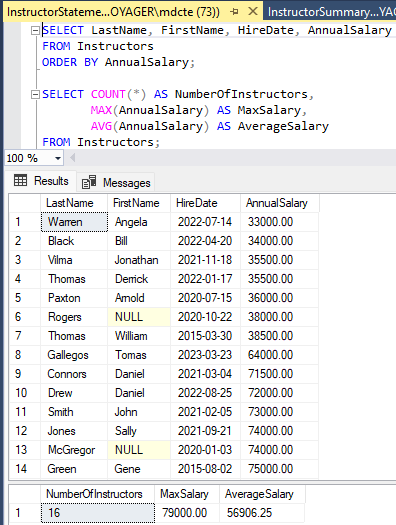 InstructorStateme...OYAGER\mdcte (73)) InstructorSummary...YAC
SELECT LastName, FirstName, HireDate, AnnualSalary
FROM Instructors
ORDER BY AnnualSalary;
SELECT COUNT(*) AS NumberOfInstructors,
MAX(AnnualSalary) AS MaxSalary,
AVG(AnnualSalary) AS AverageSalary
FROM Instructors;
100 %
Results Messages
LastName FirstName HireDate AnnualSalary
1 Warren Angela 2022-07-14 33000.00
2 Black Bill 2022-04-20 34000.00
3 Vilma Jonathan 2021-11-18 35500.00
4 Thomas Derrick 2022-01-17 35500.00
5 Paxton Arnold 2020-07-15 36000.00
6 Rogers NULL 2020-10-22 38000.00
7 Thomas William 2015-03-30 38500.00
8 Gallegos Tomas 2023-03-23 64000.00
9 Connors Daniel 2021-03-04 71500.00
10 Drew Daniel 2022-08-25 72000.00
11 Smith John 2021-02-05 73000.00
12 Jones Sally 2021-09-21 74000.00
13 McGregor NULL 2020-01-03 74000.00
14 Green Gene 2015-08-02 75000.00
NumberOfInstructors MaxSalary AverageSalary
1 16 79000.00 56906.25